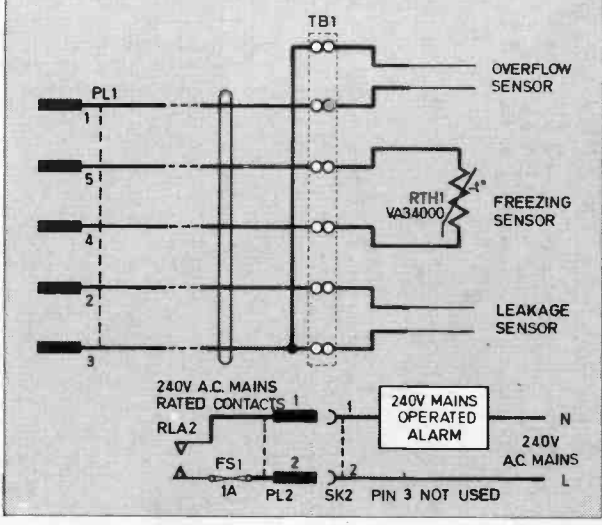 TB1
OVERFLOW
SENSOR
PL1
1
5
RTH1
VA34000
-t°
FREEZING
SENSOR
4
2
LEAKAGE
SENSOR
3
240V A.C. MAINS
RATED CONTACTS
1
1
240V MAINS
OPERATED
ALARM
N
RLA2
240V
A.C. MAINS
FS1
1A
2
PL2
2
SK2
PIN 3 NOT USED
L